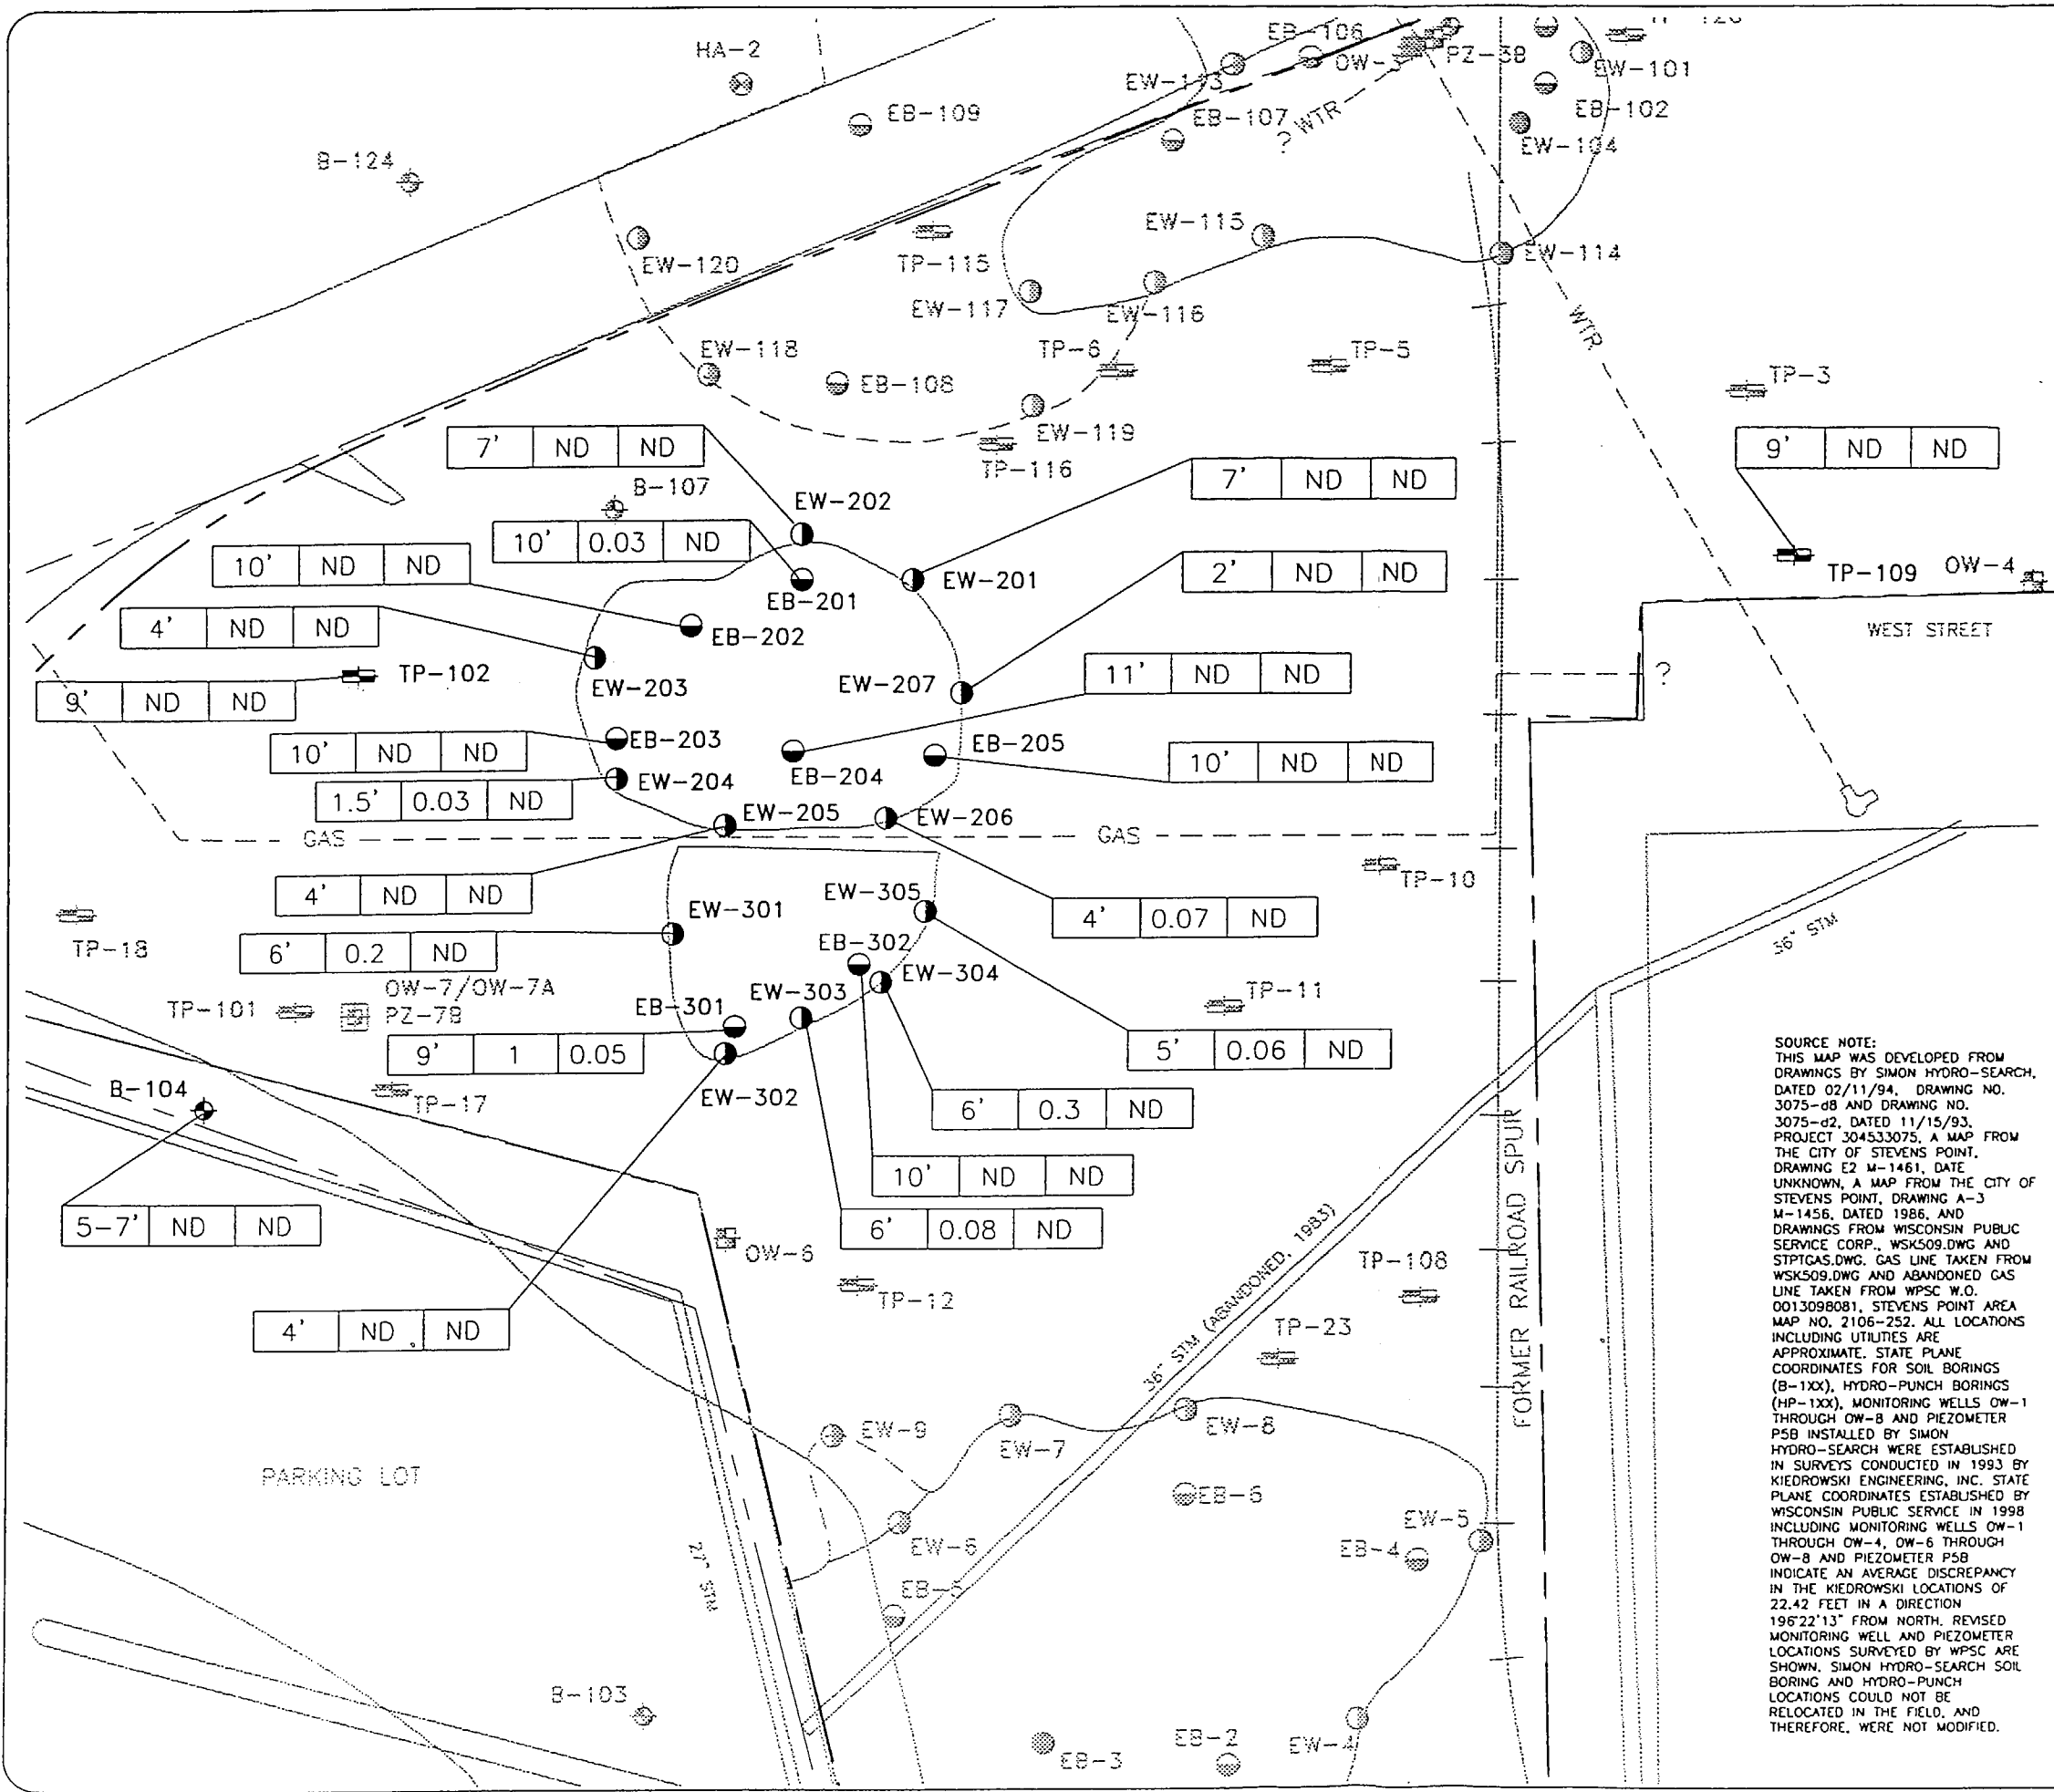 HA-2
EB-106
OW-3
PZ-3B
EW-113
EW-101
EB-109
EB-107
? WTR
EB-102
EW-104
B-124
EW-115
EW-120
TP-115
EW-114
EW-117
EW-116
WTR
EW-118
TP-6
TP-5
TP-3
EB-108
EW-119
7' ND ND
TP-116
9' ND ND
B-107
EW-202
7' ND ND
10' 0.03 ND
10' ND ND
EB-201
EW-201
2' ND ND
TP-109
OW-4
4' ND ND
EB-202
WEST STREET
TP-102
EW-203
EW-207
11' ND ND
?
9' ND ND
10' ND ND
EB-203
EB-204
EB-205
10' ND ND
1.5' 0.03 ND
EW-204
EW-205
EW-206
GAS
GAS
TP-10
4' ND ND
EW-305
4' 0.07 ND
EW-301
TP-18
6' 0.2 ND
EB-302
36" STM
EW-304
OW-7/OW-7A
PZ-7B
TP-101
EB-301
EW-303
TP-11
9' 1 0.05
5' 0.06 ND
B-104
TP-17
EW-302
6' 0.3 ND
10' ND ND
5-7' ND ND
6' 0.08 ND
OW-6
TP-12
36" STM (ABANDONED, 1983)
TP-108
FORMER RAILROAD SPUR
4' ND ND
TP-23
EW-9
EW-7
EW-8
PARKING LOT
EB-6
EW-6
EW-5
EB-4
27" STM
EB-5
B-103
EB-3
EB-2
EW-4
SOURCE NOTE:
THIS MAP WAS DEVELOPED FROM
DRAWINGS BY SIMON HYDRO-SEARCH,
DATED 02/11/94, DRAWING NO.
3075-d8 AND DRAWING NO.
3075-d2, DATED 11/15/93,
PROJECT 304533075, A MAP FROM
THE CITY OF STEVENS POINT,
DRAWING E2 M-1461, DATE
UNKNOWN, A MAP FROM THE CITY OF
STEVENS POINT, DRAWING A-3
M-1456, DATED 1986, AND
DRAWINGS FROM WISCONSIN PUBLIC
SERVICE CORP., WSK509.DWG AND
STPTGAS.DWG. GAS LINE TAKEN FROM
WSK509.DWG AND ABANDONED GAS
LINE TAKEN FROM WPSC W.O.
0013098081, STEVENS POINT AREA
MAP NO. 2106-252. ALL LOCATIONS
INCLUDING UTILITIES ARE
APPROXIMATE. STATE PLANE
COORDINATES FOR SOIL BORINGS
(B-1XX), HYDRO-PUNCH BORINGS
(HP-1XX), MONITORING WELLS OW-1
THROUGH OW-8 AND PIEZOMETER
P5B INSTALLED BY SIMON
HYDRO-SEARCH WERE ESTABLISHED
IN SURVEYS CONDUCTED IN 1993 BY
KIEDROWSKI ENGINEERING, INC. STATE
PLANE COORDINATES ESTABLISHED BY
WISCONSIN PUBLIC SERVICE IN 1998
INCLUDING MONITORING WELLS OW-1
THROUGH OW-4, OW-6 THROUGH
OW-8 AND PIEZOMETER P5B
INDICATE AN AVERAGE DISCREPANCY
IN THE KIEDROWSKI LOCATIONS OF
22.42 FEET IN A DIRECTION
196°22'13" FROM NORTH. REVISED
MONITORING WELL AND PIEZOMETER
LOCATIONS SURVEYED BY WPSC ARE
SHOWN. SIMON HYDRO-SEARCH SOIL
BORING AND HYDRO-PUNCH
LOCATIONS COULD NOT BE
RELOCATED IN THE FIELD, AND
THEREFORE, WERE NOT MODIFIED.